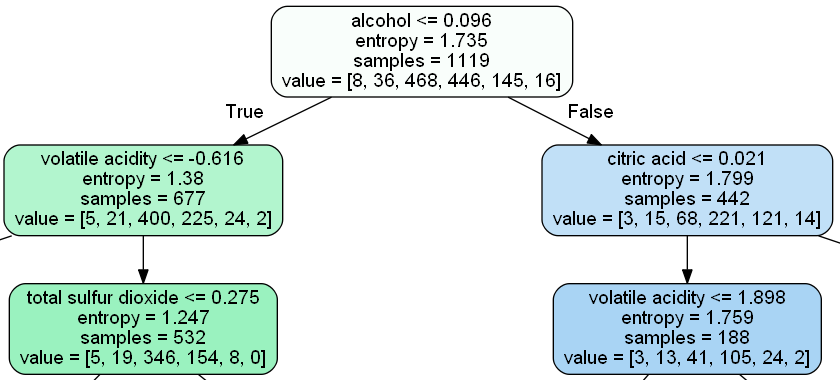 alcohol <= 0.096
entropy = 1.735
samples = 1119
value = [8, 36, 468, 446, 145, 16]
True
False
volatile acidity <= -0.616
entropy = 1.38
samples = 677
value = [5, 21, 400, 225, 24, 2]
citric acid <= 0.021
entropy = 1.799
samples = 442
value = [3, 15, 68, 221, 121, 14]
total sulfur dioxide <= 0.275
entropy = 1.247
samples = 532
value = [5, 19, 346, 154, 8, 0]
volatile acidity <= 1.898
entropy = 1.759
samples = 188
value = [3, 13, 41, 105, 24, 2]